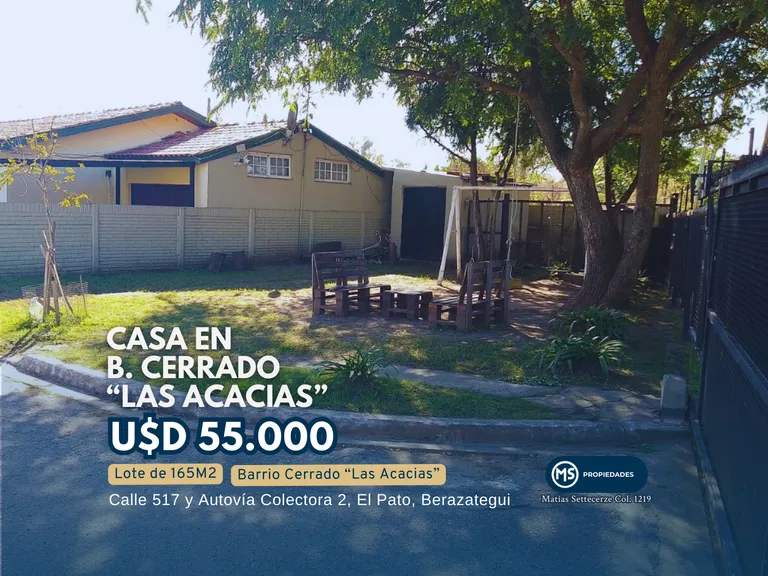 CASA EN
B. CERRADO
“LAS ACACIAS”
U$D 55.000
Lote de 165M2
Barrio Cerrado “Las Acacias”
Calle 517 y Autovía Colectora 2, El Pato, Berazategui
MS PROPIEDADES
Matías Settecerze Col. 1219